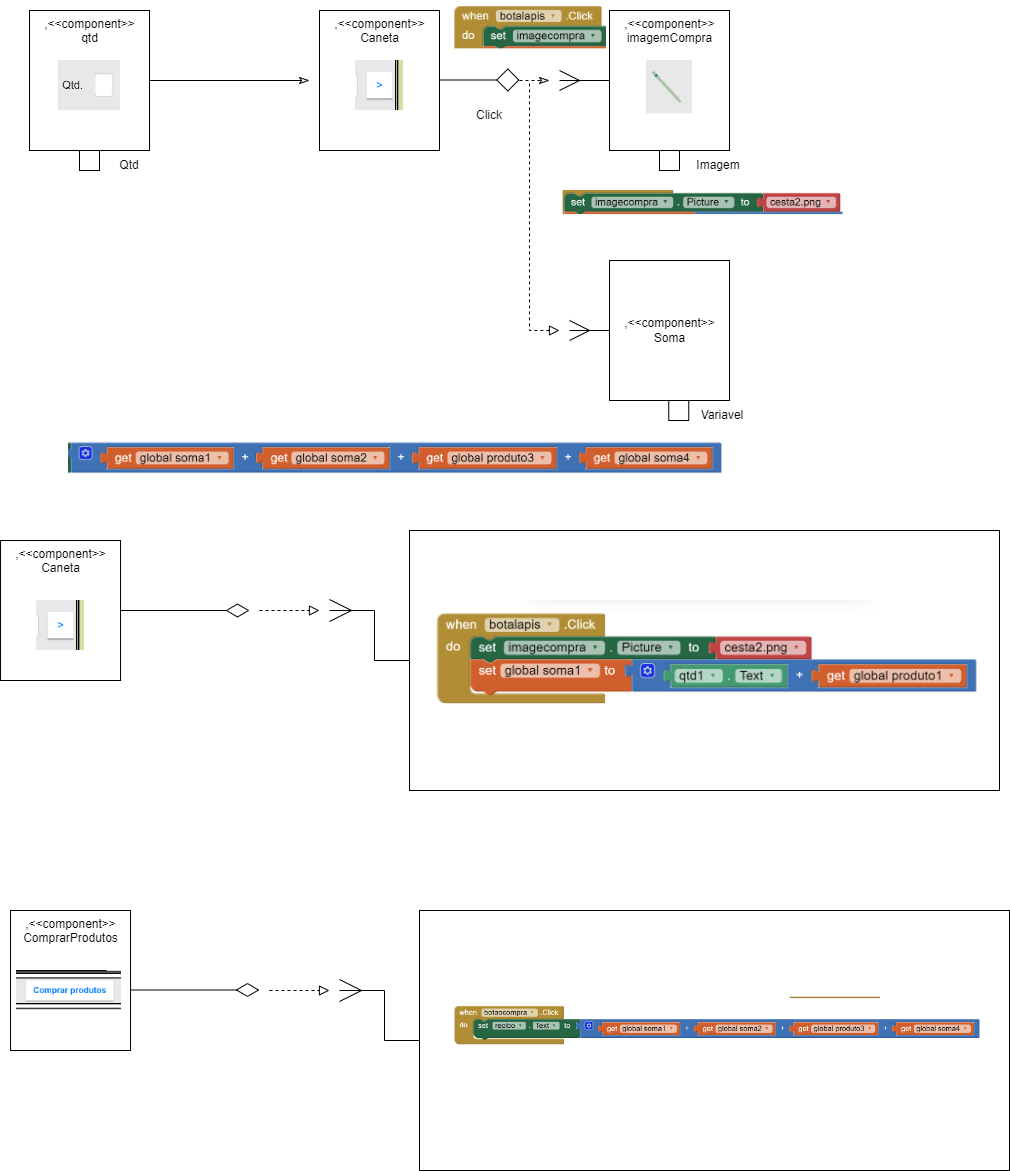 ,<<component>>
qtd
Qtd.
Qtd
,<<component>>
Caneta
>
Click
when botalapis .Click
do set imagecompra
,<<component>>
imagemCompra
Imagem
set imagecompra . Picture to cesta2.png
,<<component>>
Soma
Variavel
get global soma1 + get global soma2 + get global produto3 + get global soma4
,<<component>>
Caneta
>
when botalapis .Click
do set imagecompra . Picture to cesta2.png
set global soma1 to qtd1 . Text + get global produto1
,<<component>>
ComprarProdutos
Comprar produtos
when botaocompra .Click
do set recibo . Text to get global soma1 + get global soma2 + get global produto3 + get global soma4